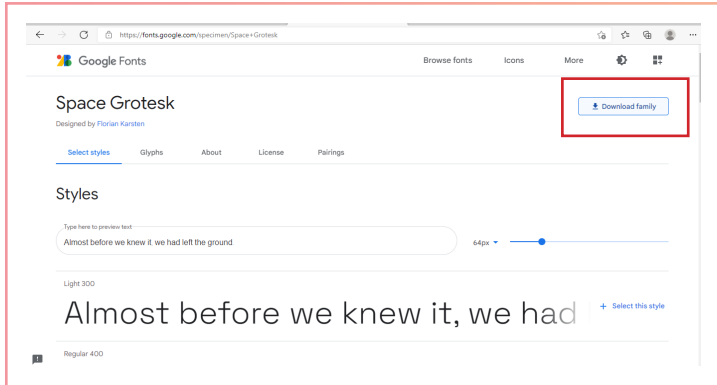 https://fonts.google.com/specimen/Space+Grotesk
Google Fonts
Browse fonts
Icons
More
Space Grotesk
Download family
Designed by Florian Karsten
Select styles
Glyphs
About
License
Pairings
Styles
Type here to preview text
Almost before we knew it, we had left the ground.
64px
Light 300
Almost before we knew it, we had
+ Select this style
Regular 400